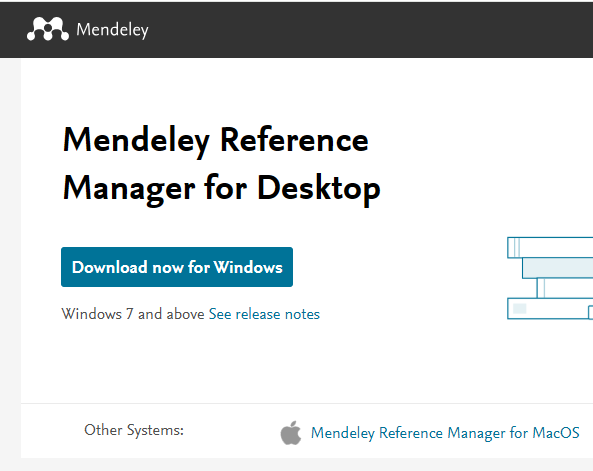 Mendeley
Mendeley Reference
Manager for Desktop
Download now for Windows
Windows 7 and above See release notes
Other Systems:
Mendeley Reference Manager for MacOS